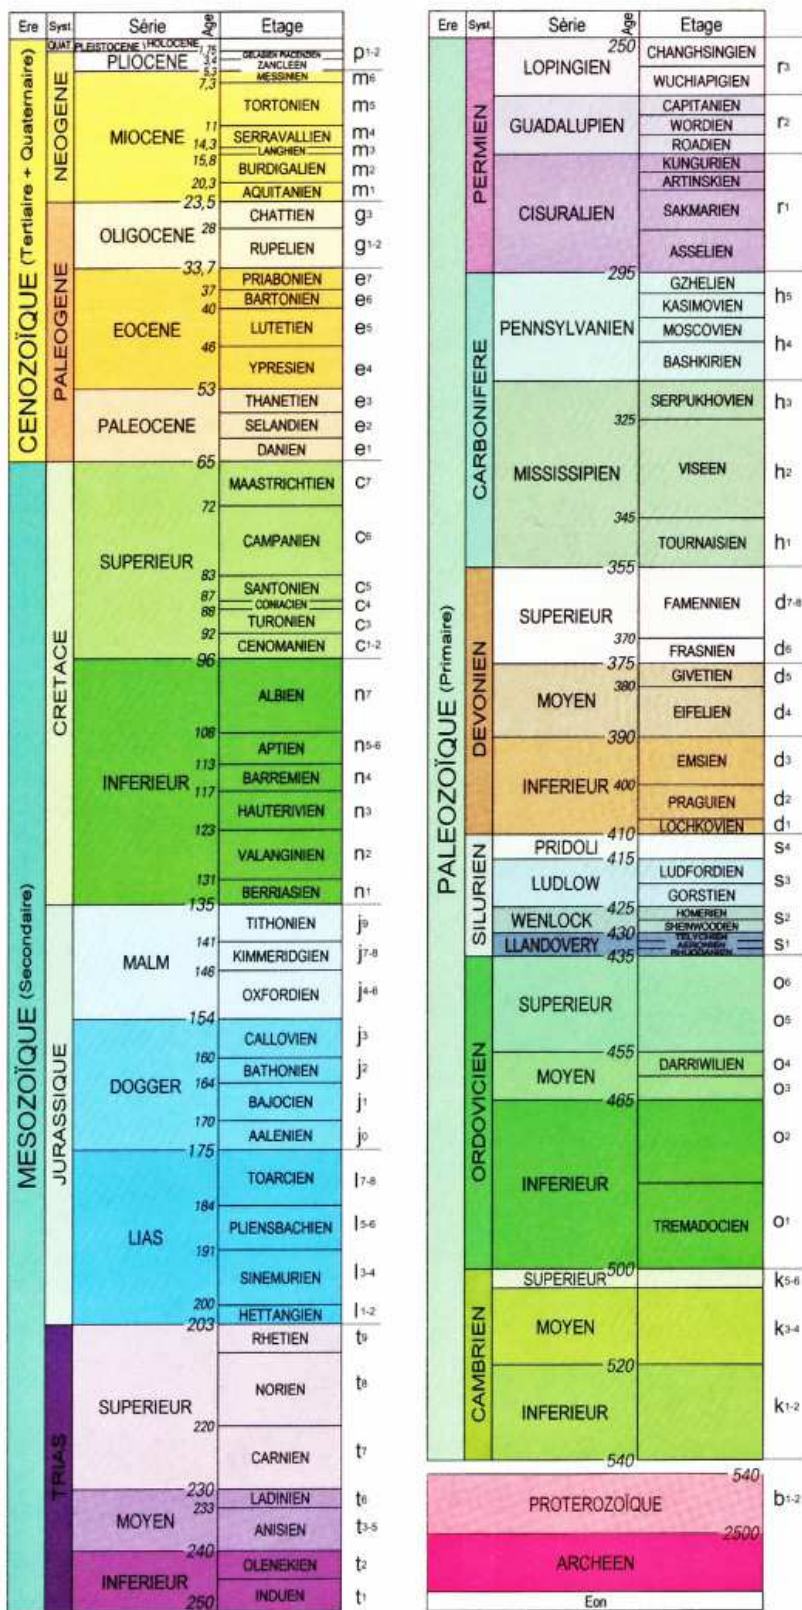 Ere Syst. Série Age Etage
CENOZOÏQUE (Tertiaire + Quaternaire)
QUAT. PLEISTOCENE \ HOLOCENE
1,75
PLIOCENE 3,4 GELASIEN PIACENZIEN p1-2
ZANCLEEN
5,3
NEOGENE
MESSINIEN m6
7,3
MIOCENE
TORTONIEN m5
11
SERRAVALLIEN m4
14,3
LANGHIEN m3
15,8
BURDIGALIEN m2
20,3
AQUITANIEN m1
23,5
PALEOGENE
OLIGOCENE
CHATTIEN g3
28
RUPELIEN g1-2
33,7
EOCENE
PRIABONIEN e7
37
BARTONIEN e6
40
LUTETIEN e5
46
YPRESIEN e4
53
PALEOCENE
THANETIEN e3
SELANDIEN e2
DANIEN e1
65
MESOZOÏQUE (Secondaire)
CRETACE
SUPERIEUR
MAASTRICHTIEN c7
72
CAMPANIEN c6
83
SANTONIEN c5
87
CONIACIEN c4
88
TURONIEN c3
92
CENOMANIEN c1-2
96
INFERIEUR
ALBIEN n7
108
APTIEN n5-6
113
BARREMIEN n4
117
HAUTERIVIEN n3
123
VALANGINIEN n2
131
BERRIASIEN n1
135
JURASSIQUE
MALM
TITHONIEN j9
141
KIMMERIDGIEN j7-8
146
OXFORDIEN j4-6
154
DOGGER
CALLOVIEN j3
160
BATHONIEN j2
164
BAJOCIEN j1
170
AALENIEN j0
175
LIAS
TOARCIEN l7-8
184
PLIENSBACHIEN l5-6
191
SINEMURIEN l3-4
200
HETTANGIEN l1-2
203
TRIAS
SUPERIEUR
RHETIEN t9
NORIEN t8
220
CARNIEN t7
230
MOYEN
LADINIEN t6
233
ANISIEN t3-5
240
INFERIEUR
OLENEKIEN t2
INDUEN t1
250
Ere Syst. Série Age Etage
250
PALEOZOÏQUE (Primaire)
PERMIEN
LOPINGIEN
CHANGHSINGIEN r3
WUCHIAPIGIEN
GUADALUPIEN
CAPITANIEN r2
WORDIEN
ROADIEN
CISURALIEN
KUNGURIEN
ARTINSKIEN r1
SAKMARIEN
ASSELIEN
295
CARBONIFERE
PENNSYLVANIEN
GZHELIEN h5
KASIMOVIEN
MOSCOVIEN h4
BASHKIRIEN
MISSISSIPIEN
SERPUKHOVIEN h3
325
VISEEN h2
345
TOURNAISIEN h1
355
DEVONIEN
SUPERIEUR
FAMENNIEN d7-8
370
FRASNIEN d6
375
MOYEN
GIVETIEN d5
380
EIFELIEN d4
390
INFERIEUR
EMSIEN d3
400
PRAGUIEN d2
LOCHKOVIEN d1
410
SILURIEN
PRIDOLI s4
415
LUDLOW
LUDFORDIEN s3
GORSTIEN
425
WENLOCK
HOMERIEN s2
SHEINWOODIEN
430
LLANDOVERY
TELYCHIEN s1
AERONIEN
RHUDDANIEN
435
ORDOVICIEN
SUPERIEUR o6
o5
455
MOYEN DARRIWILIEN o4
o3
465
INFERIEUR o2
TREMADOCIEN o1
500
CAMBRIEN
SUPERIEUR k5-6
MOYEN k3-4
520
INFERIEUR k1-2
540
540
PROTEROZOÏQUE b1-2
2500
ARCHEEN
Eon